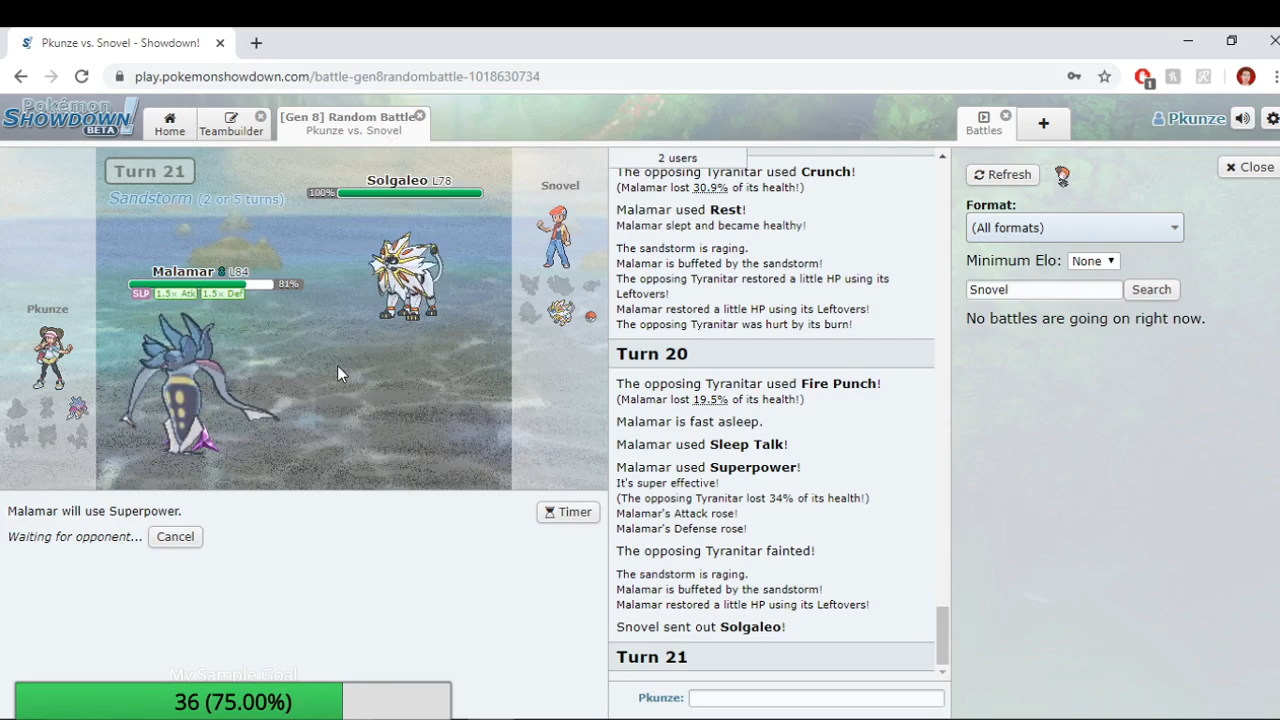 Pkunze vs. Snovel - Showdown!
play.pokemonshowdown.com/battle-gen8randombattle-1018630734
1
Pokémon
SHOWDOWN!
BETA
Home
Teambuilder
[Gen 8] Random Battle
Pkunze vs. Snovel
Battles
Pkunze
Turn 21
Sandstorm (2 or 5 turns)
Solgaleo L78
100%
Malamar L84
81%
SLP 1.5× Atk 1.5× Def
Pkunze
Snovel
Malamar will use Superpower.
Waiting for opponent... Cancel
Timer
My Sample Goal
36 (75.00%)
2 users
The opposing Tyranitar used Crunch!
(Malamar lost 30.9% of its health!)
Malamar used Rest!
Malamar slept and became healthy!
The sandstorm is raging.
Malamar is buffeted by the sandstorm!
The opposing Tyranitar restored a little HP using its
Leftovers!
Malamar restored a little HP using its Leftovers!
The opposing Tyranitar was hurt by its burn!
Turn 20
The opposing Tyranitar used Fire Punch!
(Malamar lost 19.5% of its health!)
Malamar is fast asleep.
Malamar used Sleep Talk!
Malamar used Superpower!
It's super effective!
(The opposing Tyranitar lost 34% of its health!)
Malamar's Attack rose!
Malamar's Defense rose!
The opposing Tyranitar fainted!
The sandstorm is raging.
Malamar is buffeted by the sandstorm!
Malamar restored a little HP using its Leftovers!
Snovel sent out Solgaleo!
Turn 21
Pkunze:
Refresh
Close
Format:
(All formats)
Minimum Elo: None
Snovel
Search
No battles are going on right now.